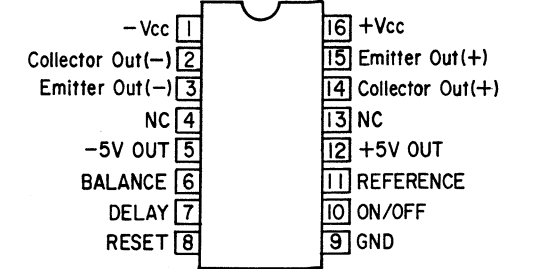 -Vcc 1 16 +Vcc
Collector Out(-) 2 15 Emitter Out(+)
Emitter Out(-) 3 14 Collector Out(+)
NC 4 13 NC
-5V OUT 5 12 +5V OUT
BALANCE 6 11 REFERENCE
DELAY 7 10 ON/OFF
RESET 8 9 GND